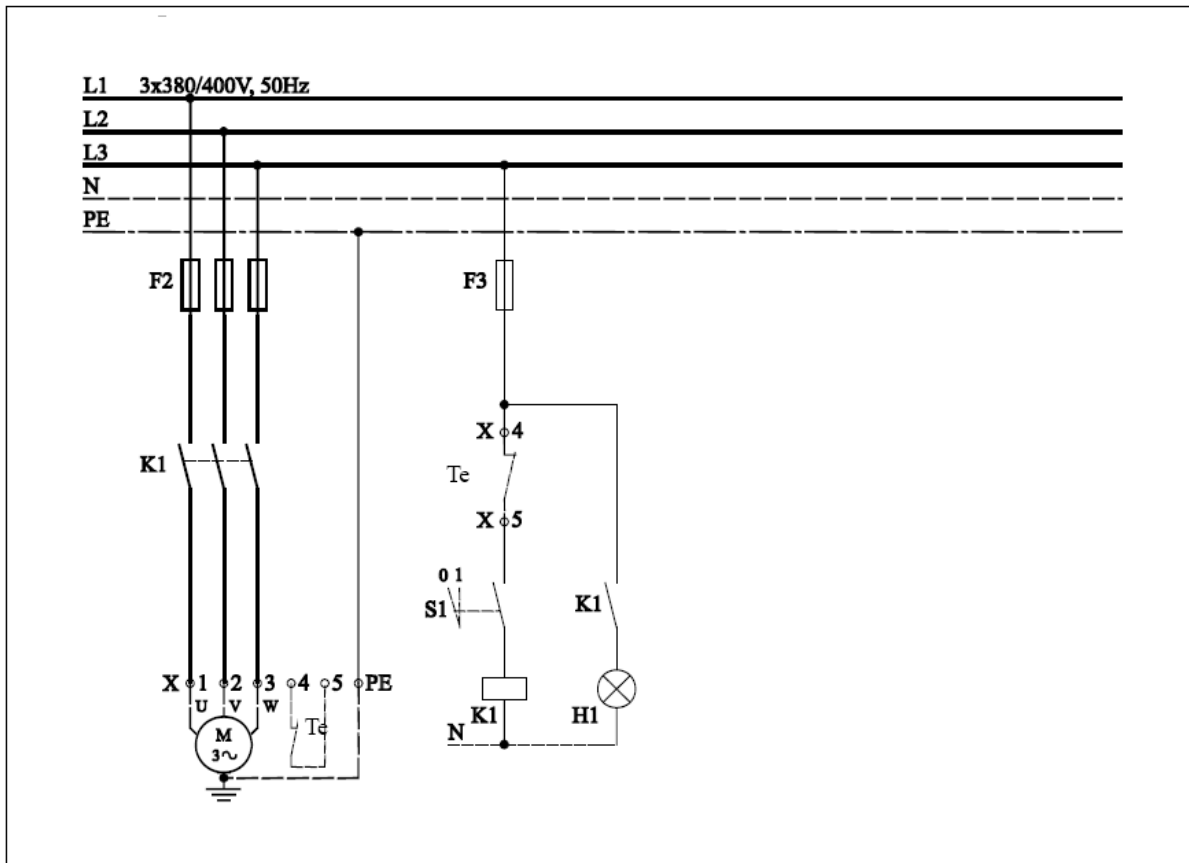 L1 3x380/400V, 50Hz
L2
L3
N
PE
F2 F3
X 4
K1 Te
X 5
0 1
S1 K1
X 1 2 3 4 5 PE
U V W
K1 H1
Te
N
M
3~